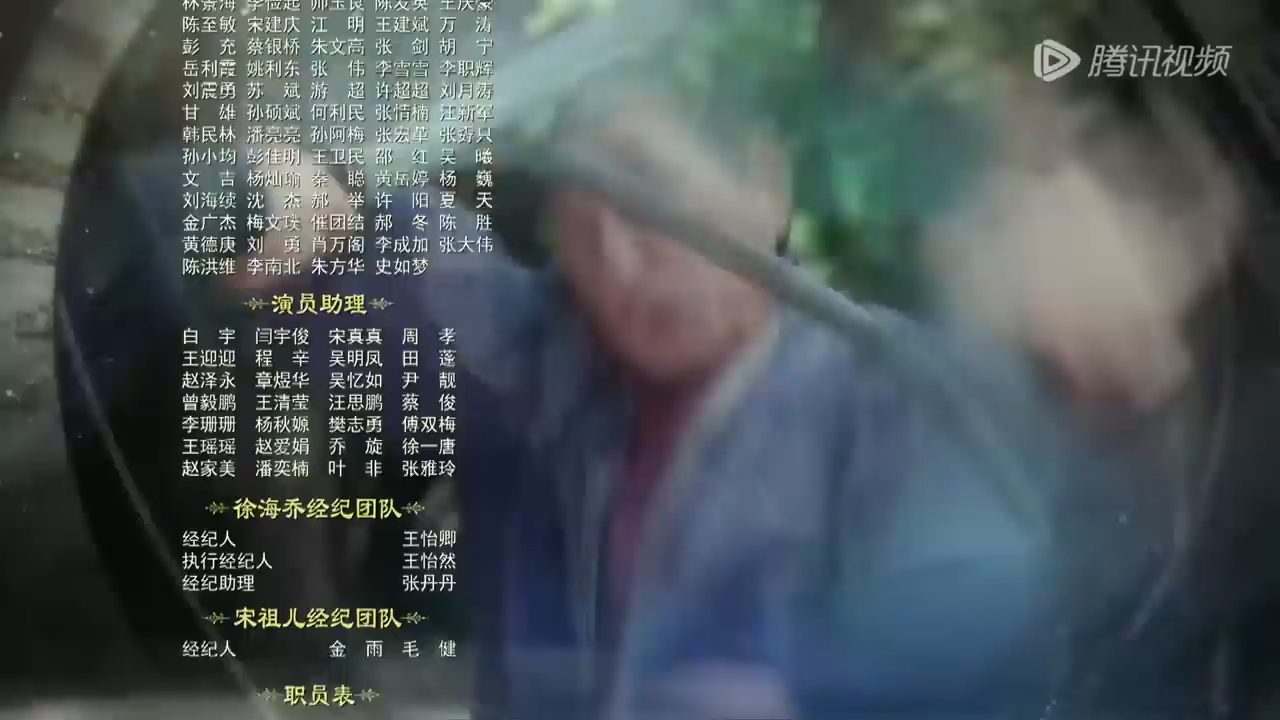 腾讯视频
陈至敏 宋建庆 江 明 王建斌 万 涛
彭 充 蔡银桥 朱文高 张 剑 胡 宁
岳利霞 姚利东 张 伟 李雪雪 李职辉
刘震勇 苏 斌 游 超 许超超 刘月涛
甘 雄 孙硕斌 何利民 张情楠 汪新军
韩民林 潘亮亮 孙阿梅 张宏革
孙小均 彭佳明 王卫民 邵 红 吴 曦
文 吉 杨灿瑜 秦 聪 黄岳婷 杨 巍
刘海续 沈 杰 郝 举 许 阳 夏 天
金广杰 梅文璞 催团结 郝 冬 陈 胜
黄德庚 刘 勇 肖万阁 李成加 张大伟
陈洪维 李南北 朱方华 史如梦
演员助理
白 宇 闫宇俊 宋真真 周 孝
王迎迎 程 辛 吴明凤 田 蓬
赵泽永 章煜华 吴忆如 尹 靓
曾毅鹏 王清莹 汪思鹏 蔡 俊
李珊珊 杨秋嫄 樊志勇 傅双梅
王瑶瑶 赵爱娟 乔 旋 徐一唐
赵家美 潘奕楠 叶 非 张雅玲
徐海乔经纪团队
经纪人 王怡卿
执行经纪人 王怡然
经纪助理 张丹丹
宋祖儿经纪团队
经纪人 金 雨 毛 健
职员表